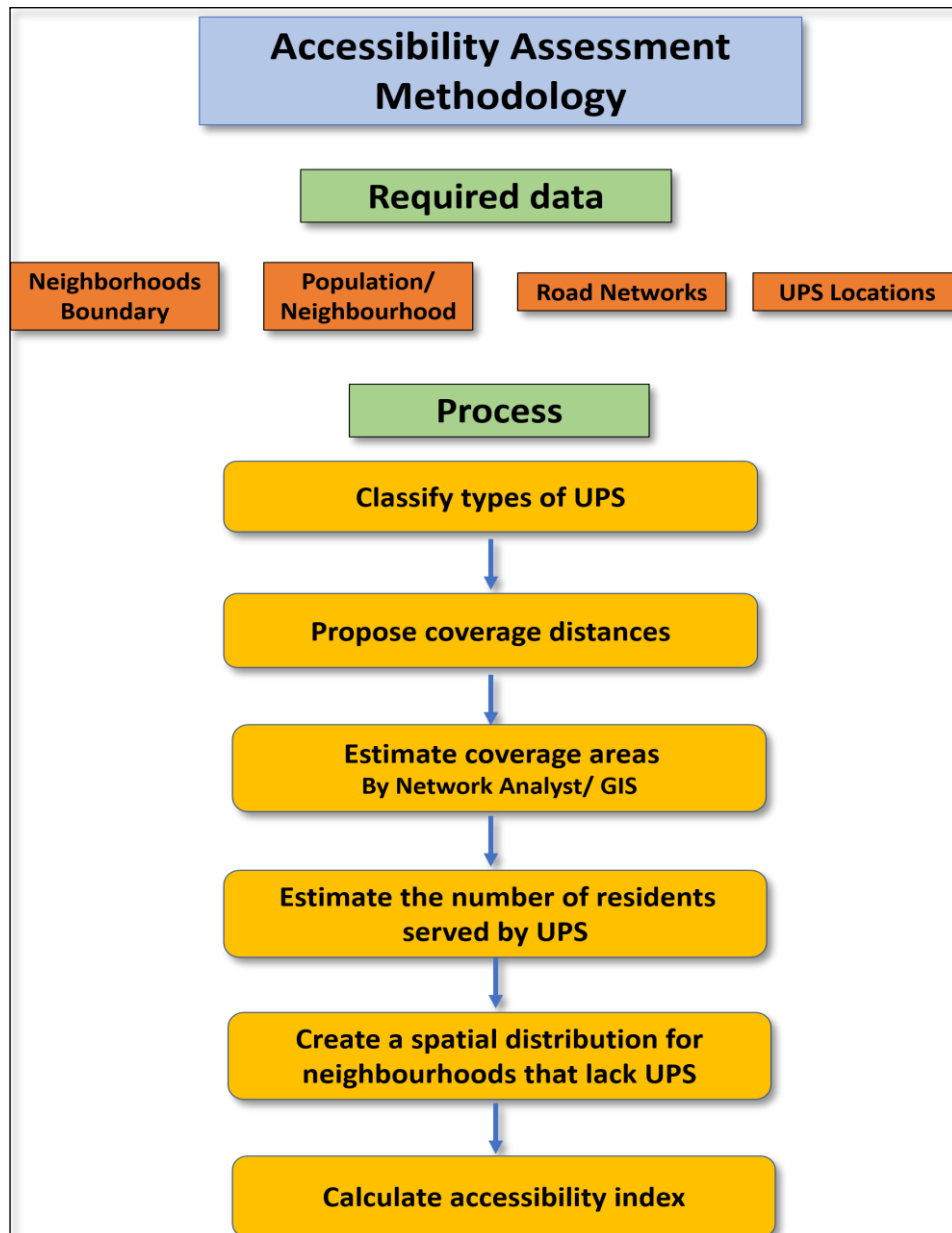 Accessibility Assessment
Methodology
Required data
Neighborhoods
Boundary
Population/
Neighbourhood
Road Networks
UPS Locations
Process
Classify types of UPS
Propose coverage distances
Estimate coverage areas
By Network Analyst/ GIS
Estimate the number of residents
served by UPS
Create a spatial distribution for
neighbourhoods that lack UPS
Calculate accessibility index